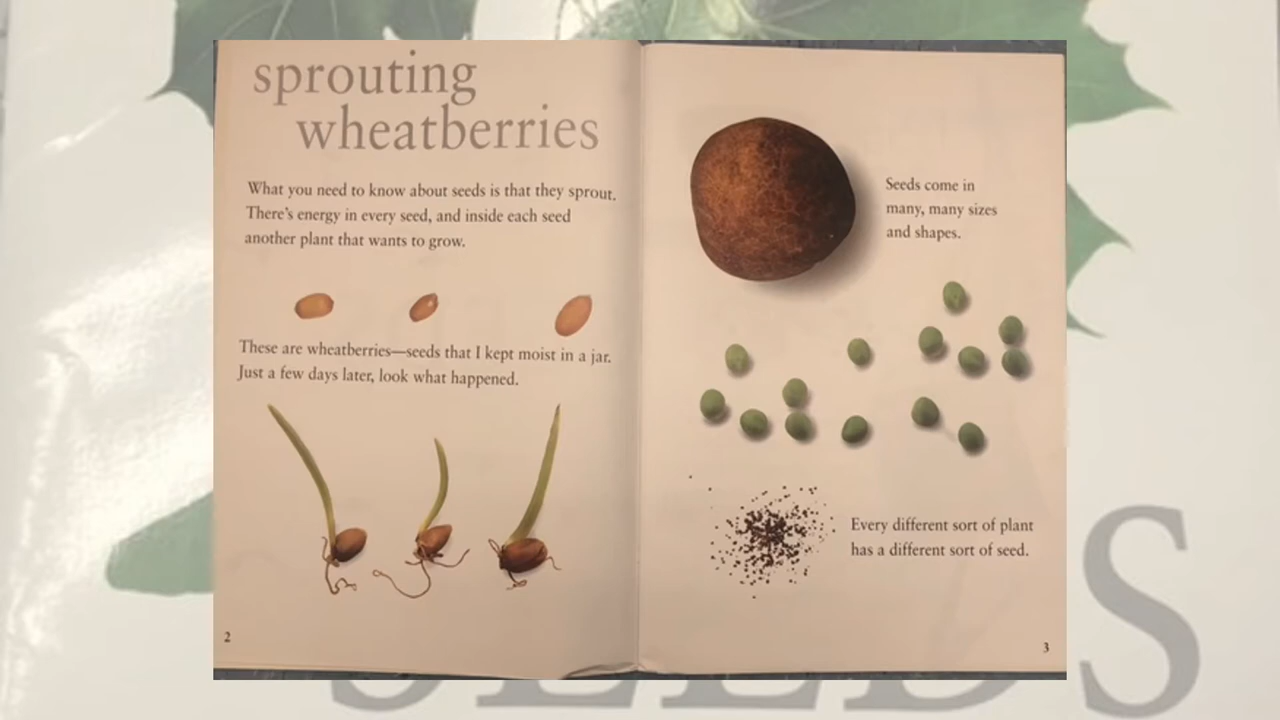 sprouting
wheatberries
What you need to know about seeds is that they sprout.
There's energy in every seed, and inside each seed
another plant that wants to grow.
These are wheatberries—seeds that I kept moist in a jar.
Just a few days later, look what happened.
2
Seeds come in
many, many sizes
and shapes.
Every different sort of plant
has a different sort of seed.
3
SEEDS